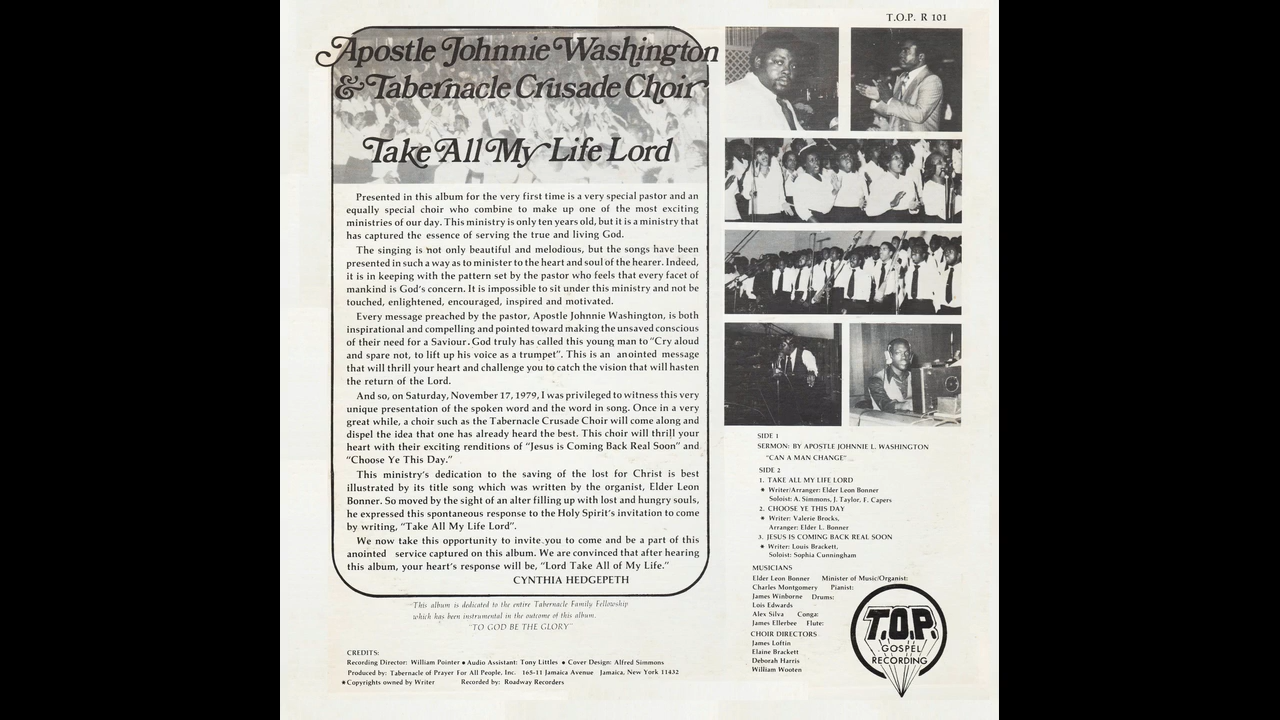 T.O.P. R 101
Apostle Johnnie Washington
& Tabernacle Crusade Choir
Take All My Life Lord
Presented in this album for the very first time is a very special pastor and an
equally special choir who combine to make up one of the most exciting
ministries of our day. This ministry is only ten years old, but it is a ministry that
has captured the essence of serving the true and living God.
The singing is not only beautiful and melodious, but the songs have been
presented in such a way as to minister to the heart and soul of the hearer. Indeed,
it is in keeping with the pattern set by the pastor who feels that every facet of
mankind is God's concern. It is impossible to sit under this ministry and not be
touched, enlightened, encouraged, inspired and motivated.
Every message preached by the pastor, Apostle Johnnie Washington, is both
inspirational and compelling and pointed toward making the unsaved conscious
of their need for a Saviour. God truly has called this young man to "Cry aloud
and spare not, to lift up his voice as a trumpet". This is an anointed message
that will thrill your heart and challenge you to catch the vision that will hasten
the return of the Lord.
And so, on Saturday, November 17, 1979, I was privileged to witness this very
unique presentation of the spoken word and the word in song. Once in a very
great while, a choir such as the Tabernacle Crusade Choir will come along and
dispel the idea that one has already heard the best. This choir will thrill your
heart with their exciting renditions of "Jesus is Coming Back Real Soon" and
"Choose Ye This Day."
This ministry's dedication to the saving of the lost for Christ is best
illustrated by its title song which was written by the organist, Elder Leon
Bonner. So moved by the sight of an alter filling up with lost and hungry souls,
he expressed this spontaneous response to the Holy Spirit's invitation to come
by writing, "Take All My Life Lord".
We now take this opportunity to invite you to come and be a part of this
anointed service captured on this album. We are convinced that after hearing
this album, your heart's response will be, "Lord Take All of My Life."
CYNTHIA HEDGEPETH
This album is dedicated to the entire Tabernacle Family Fellowship
which has been instrumental in the outcome of this album.
"TO GOD BE THE GLORY"
CREDITS:
Recording Director: William Pointer • Audio Assistant: Tony Littles • Cover Design: Alfred Simmons
Produced by: Tabernacle of Prayer For All People, Inc. 165-11 Jamaica Avenue Jamaica, New York 11432
* Copyrights owned by Writer Recorded by: Roadway Recorders
SIDE 1
SERMON: BY APOSTLE JOHNNIE L. WASHINGTON
"CAN A MAN CHANGE"
SIDE 2
1. TAKE ALL MY LIFE LORD
* Writer/Arranger: Elder Leon Bonner
Soloist: A. Simmons, J. Taylor, F. Capers
2. CHOOSE YE THIS DAY
* Writer: Valerie Brocks,
Arranger: Elder L. Bonner
3. JESUS IS COMING BACK REAL SOON
* Writer: Louis Brackett,
Soloist: Sophia Cunningham
MUSICIANS
Elder Leon Bonner Minister of Music/Organist:
Charles Montgomery Pianist:
James Winborne Drums:
Lois Edwards
Alex Silva Conga:
James Ellerbee Flute:
CHOIR DIRECTORS
James Loftin
Elaine Brackett
Deborah Harris
William Wooten
T.O.P.
GOSPEL
RECORDING